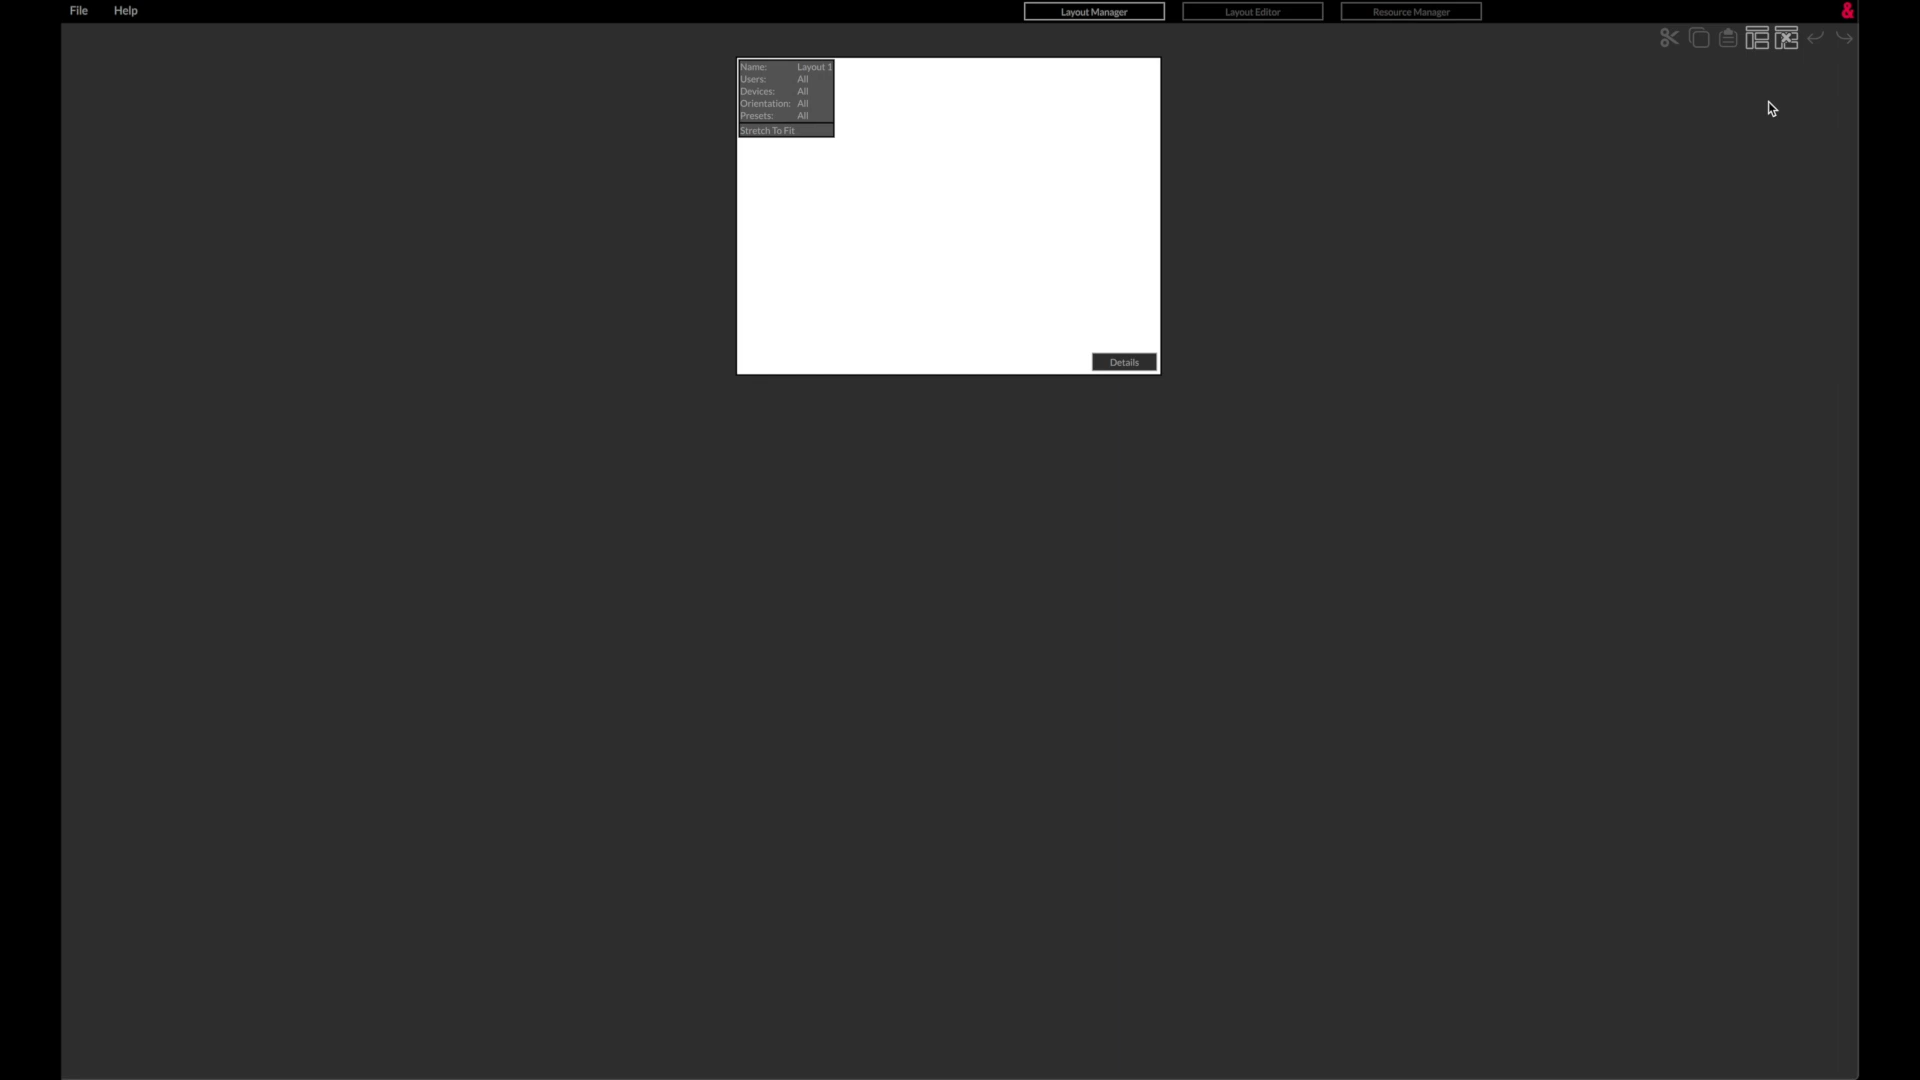 File Help Layout Manager Layout Editor Resource Manager &
Name: Layout 1
Users: All
Devices: All
Orientation: All
Presets: All
Stretch To Fit
Details